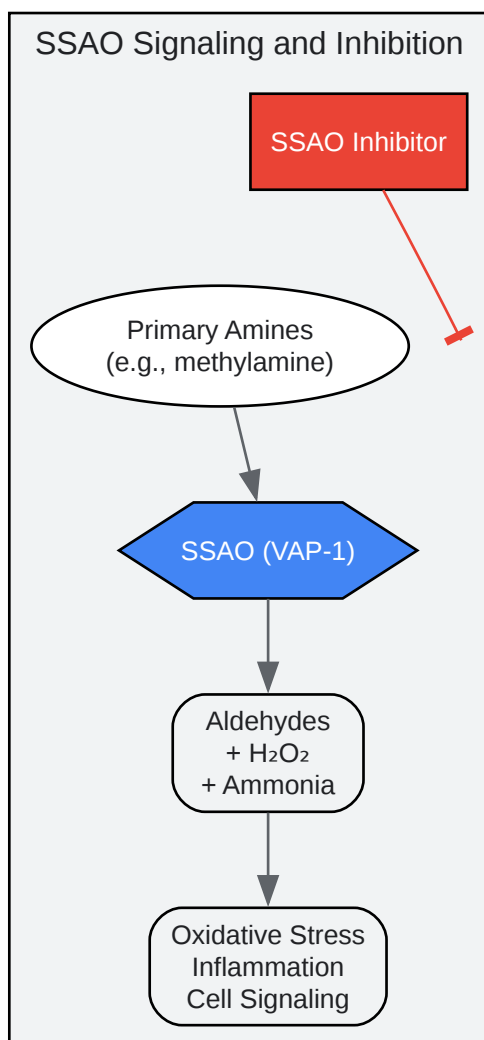 SSAO Signaling and Inhibition
SSAO Inhibitor
Primary Amines
(e.g., methylamine)
SSAO (VAP-1)
Aldehydes
+ H₂O₂
+ Ammonia
Oxidative Stress
Inflammation
Cell Signaling